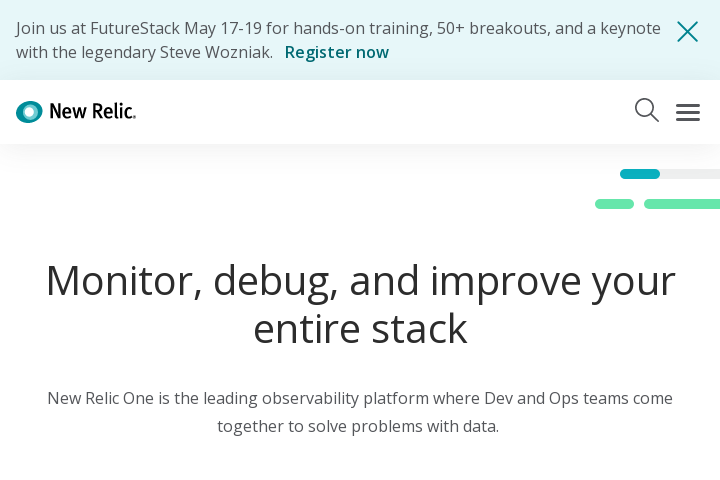 Join us at FutureStack May 17-19 for hands-on training, 50+ breakouts, and a keynote
with the legendary Steve Wozniak. Register now
New Relic.
Monitor, debug, and improve your
entire stack
New Relic One is the leading observability platform where Dev and Ops teams come
together to solve problems with data.